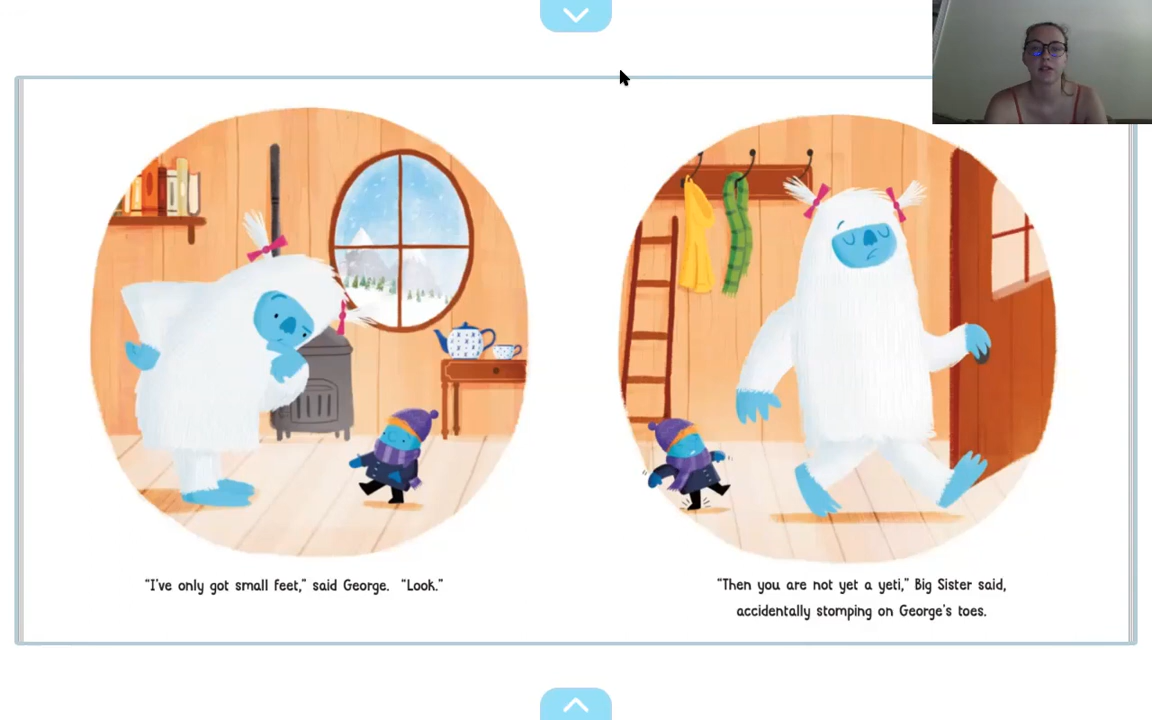 "I've only got small feet," said George. "Look."
"Then you are not yet a yeti," Big Sister said,
accidentally stomping on George's toes.